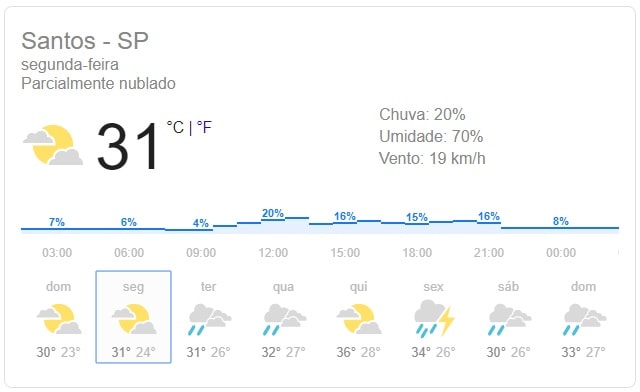 Santos - SP
segunda-feira
Parcialmente nublado
31 °C | °F
Chuva: 20%
Umidade: 70%
Vento: 19 km/h
7% 6% 4% 20% 16% 15% 16% 8%
03:00 06:00 09:00 12:00 15:00 18:00 21:00 00:00
dom seg ter qua qui sex sáb dom
30° 23° 31° 24° 31° 26° 32° 27° 36° 28° 34° 26° 30° 26° 33° 27°